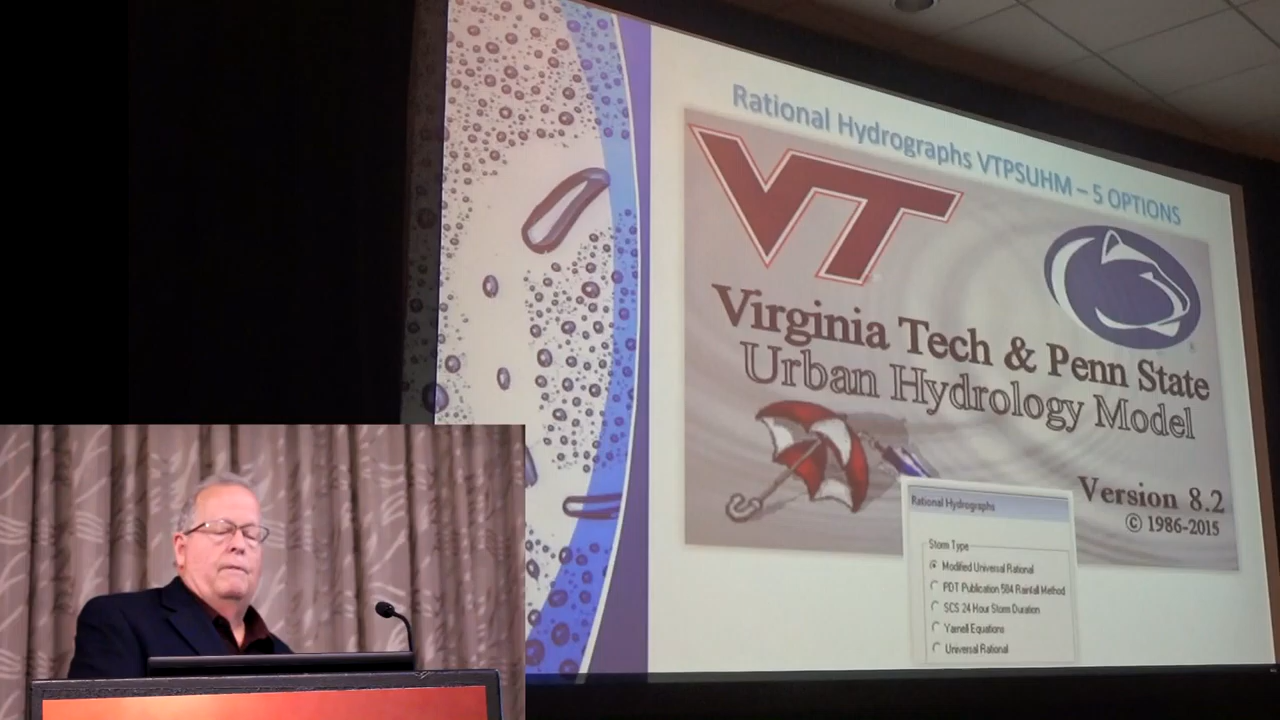 Rational Hydrographs VTPSUHM – 5 OPTIONS
VT
Virginia Tech & Penn State
Urban Hydrology Model
Version 8.2
© 1986-2015
Rational Hydrographs
Storm Type
Modified Universal Rational
PDT Publication 584 Rainfall Method
SCS 24 Hour Storm Duration
Yarnell Equations
Universal Rational